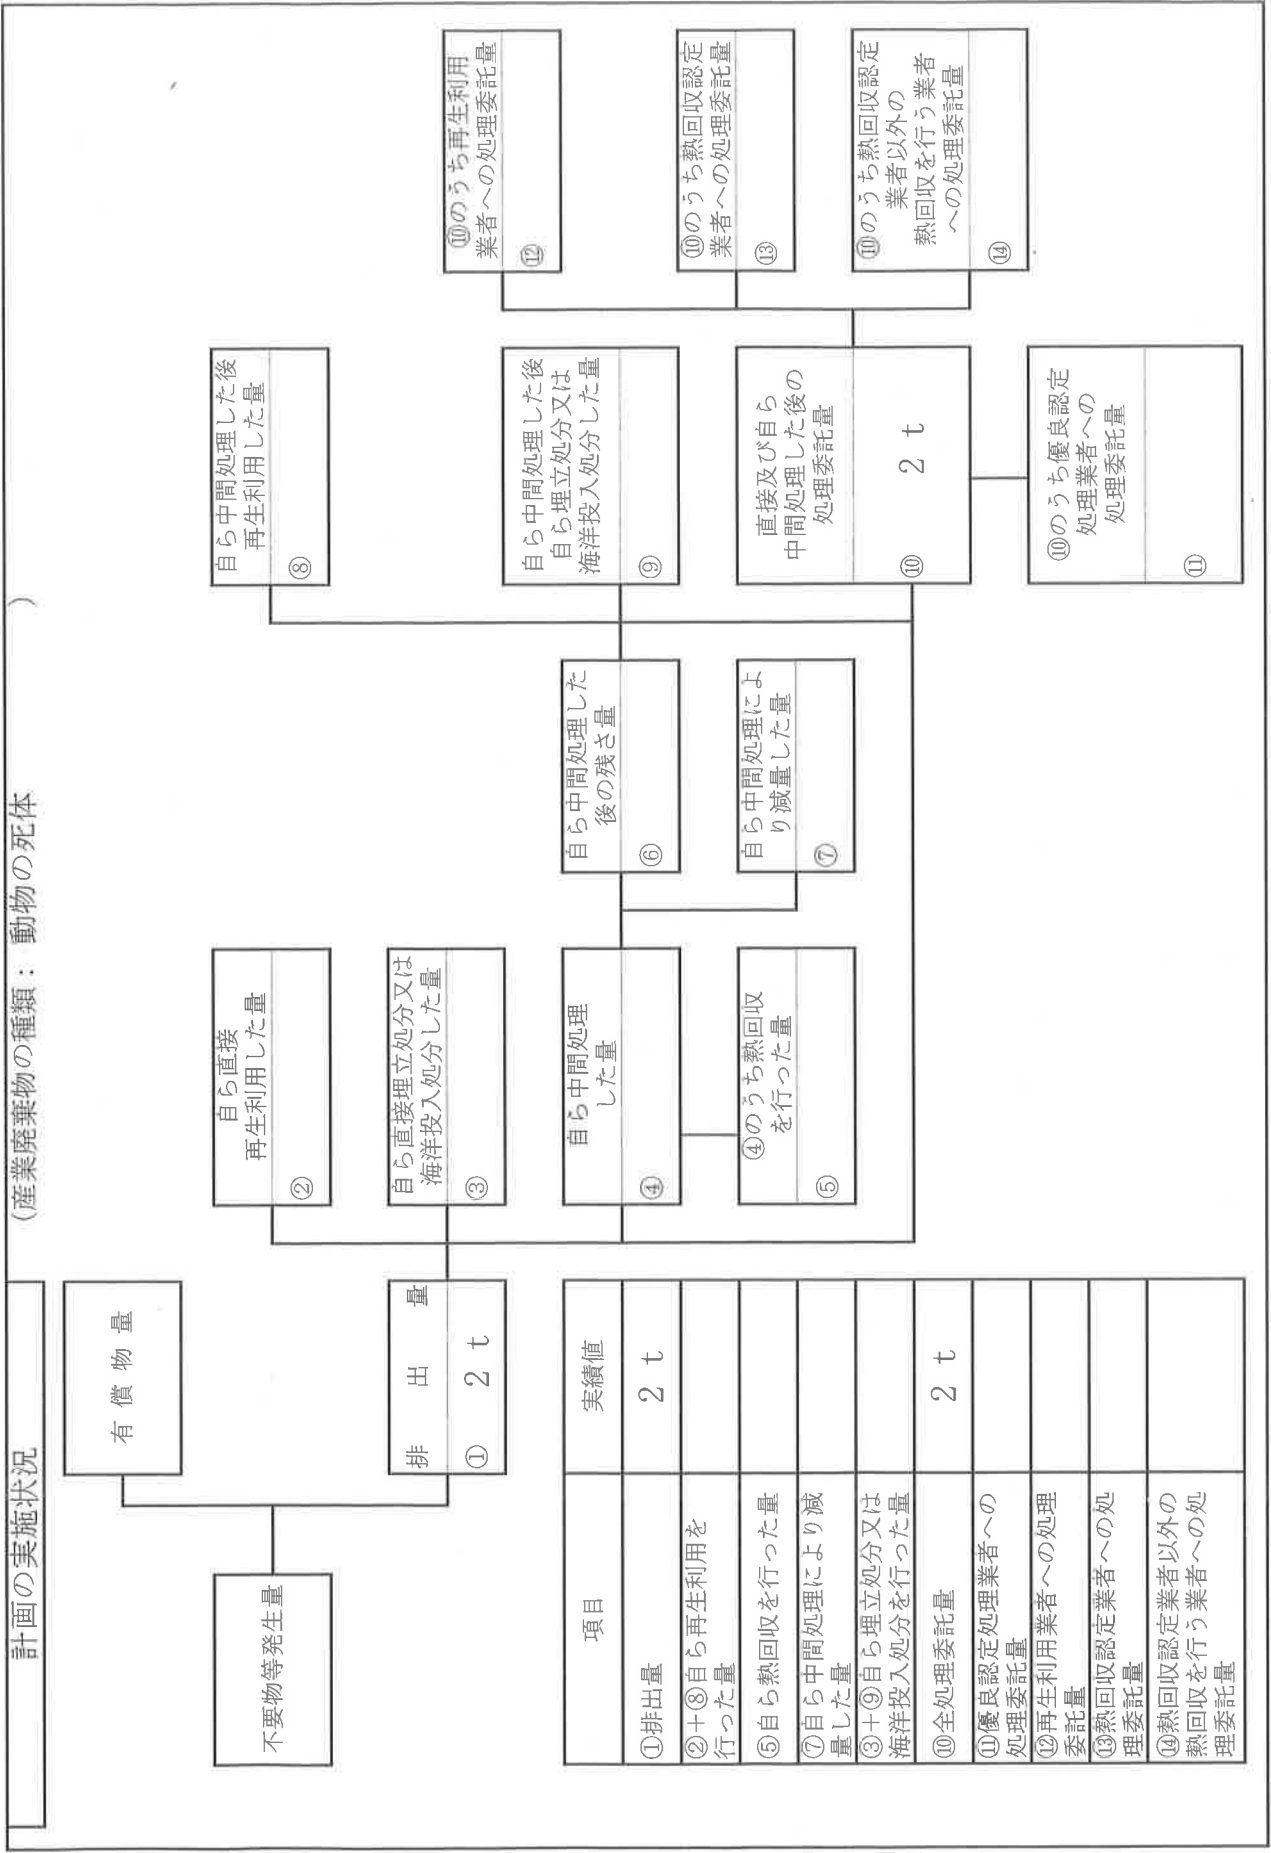 計画の実施状況
(産業廃棄物の種類： 動物の死体 )
不要物等発生量
有償物量
排出量
① 2 t
自ら直接
再生利用した量
②
自ら直接埋立処分又は
海洋投入処分した量
③
自ら中間処理
した量
④
④のうち熱回収
を行った量
⑤
自ら中間処理した
後の残さ量
⑥
自ら中間処理によ
り減量した量
⑦
自ら中間処理した後
再生利用した量
⑧
自ら中間処理した後
自ら埋立処分又は
海洋投入処分した量
⑨
直接及び自ら
中間処理した後の
処理委託量
⑩ 2 t
⑩のうち優良認定
処理業者への
処理委託量
⑪
⑩のうち再生利用
業者への処理委託量
⑫
⑩のうち熱回収認定
業者への処理委託量
⑬
⑩のうち熱回収認定
業者以外の
熱回収を行う業者
への処理委託量
⑭
項目 実績値
①排出量 2 t
②＋⑧自ら再生利用を
行った量
⑤自ら熱回収を行った量
⑦自ら中間処理により減
量した量
③＋⑨自ら埋立処分又は
海洋投入処分を行った量
⑩全処理委託量 2 t
⑪優良認定処理業者への
処理委託量
⑫再生利用業者への処理
委託量
⑬熱回収認定業者への処
理委託量
⑭熱回収認定業者以外の
熱回収を行う業者への処
理委託量